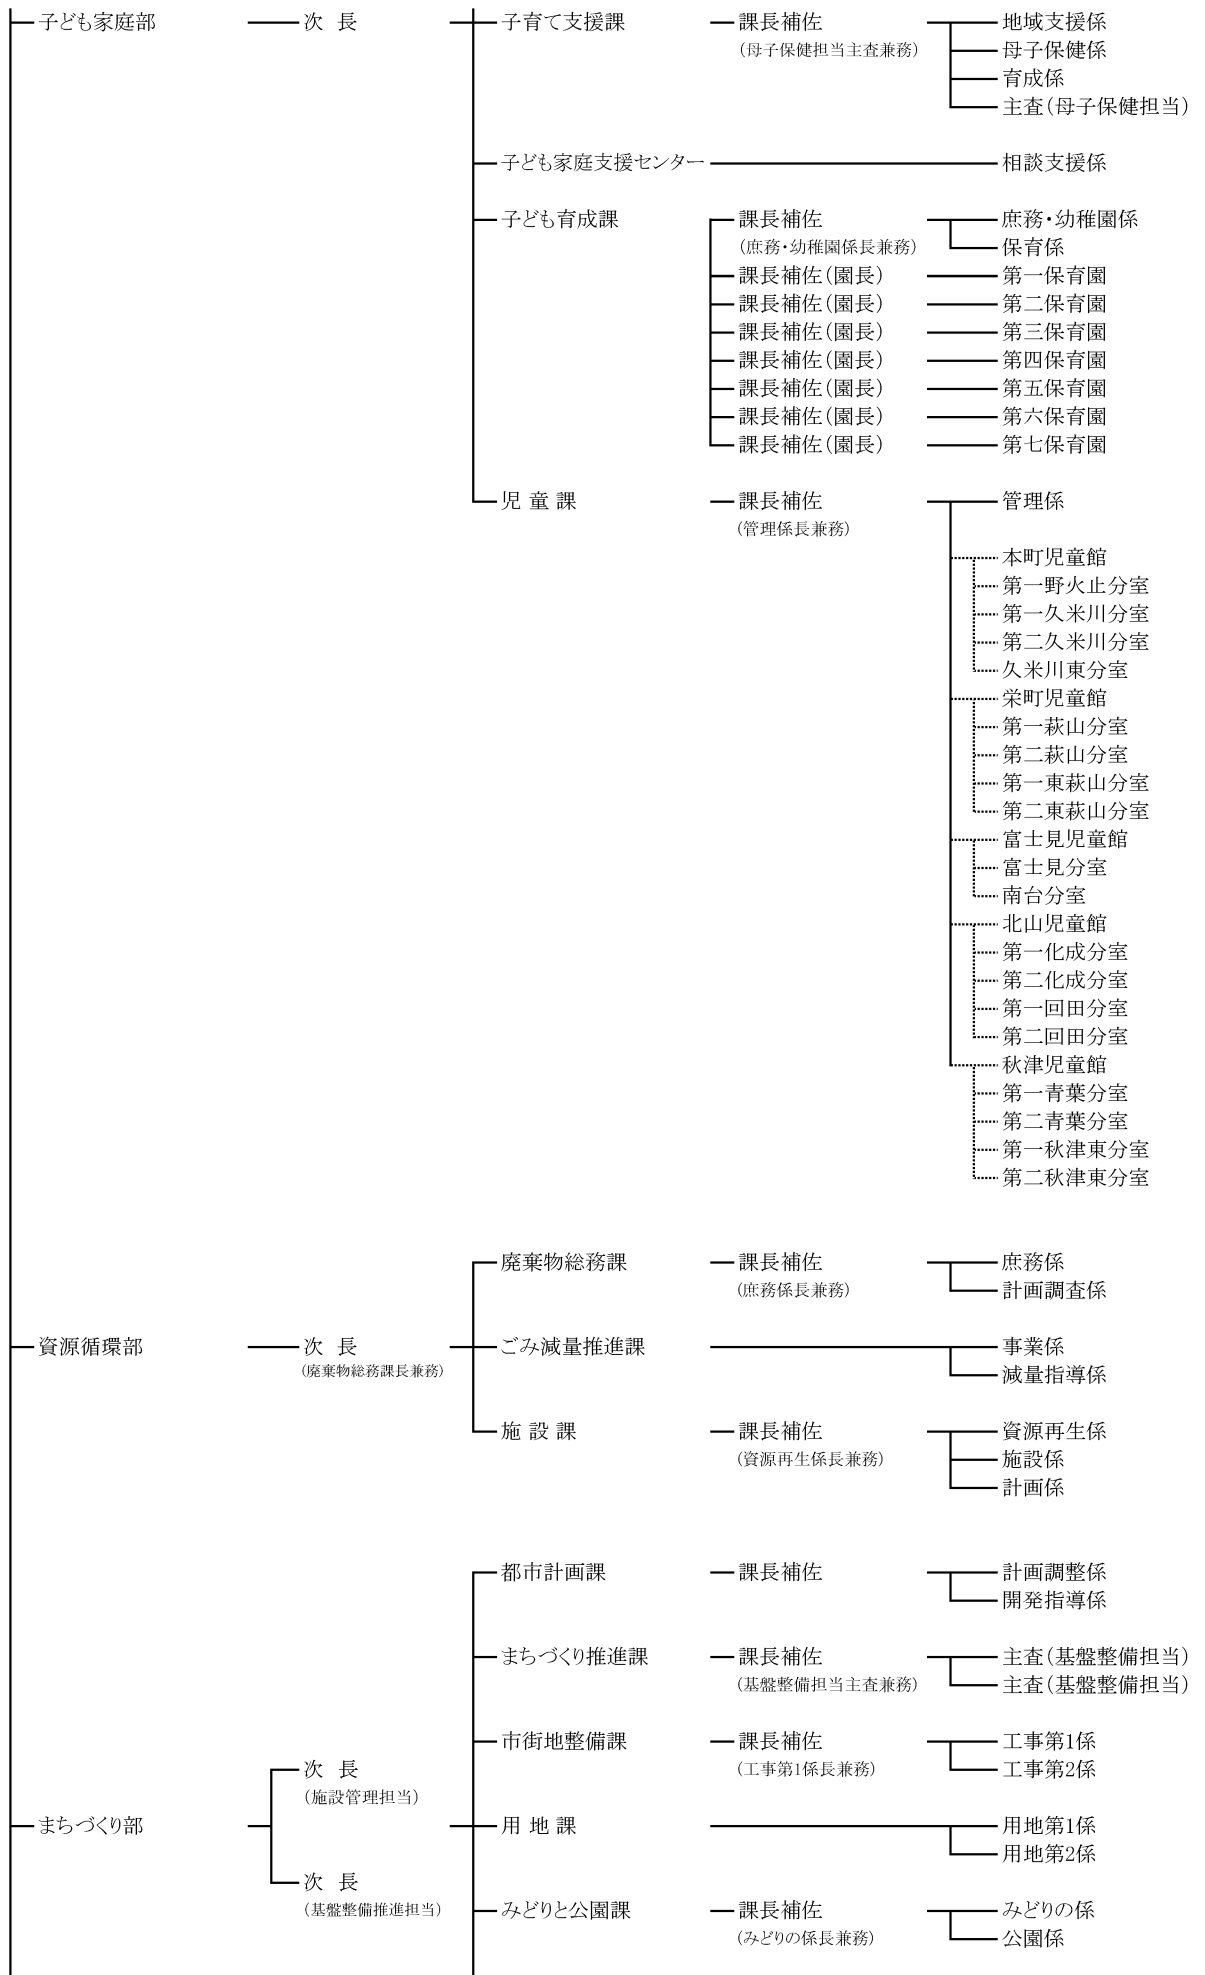 子ども家庭部 次 長 子育て支援課 課長補佐 地域支援係
(母子保健担当主査兼務) 母子保健係
育成係
主査(母子保健担当)
子ども家庭支援センター 相談支援係
子ども育成課 課長補佐 庶務・幼稚園係
(庶務・幼稚園係長兼務) 保育係
課長補佐(園長) 第一保育園
課長補佐(園長) 第二保育園
課長補佐(園長) 第三保育園
課長補佐(園長) 第四保育園
課長補佐(園長) 第五保育園
課長補佐(園長) 第六保育園
課長補佐(園長) 第七保育園
児 童 課 課長補佐 管理係
(管理係長兼務)
本町児童館
第一野火止分室
第一久米川分室
第二久米川分室
久米川東分室
栄町児童館
第一萩山分室
第二萩山分室
第一東萩山分室
第二東萩山分室
富士見児童館
富士見分室
南台分室
北山児童館
第一化成分室
第二化成分室
第一回田分室
第二回田分室
秋津児童館
第一青葉分室
第二青葉分室
第一秋津東分室
第二秋津東分室
廃棄物総務課 課長補佐 庶務係
(庶務係長兼務) 計画調査係
資源循環部 次 長 ごみ減量推進課 事業係
(廃棄物総務課長兼務) 減量指導係
施 設 課 課長補佐 資源再生係
(資源再生係長兼務) 施設係
計画係
都市計画課 課長補佐 計画調整係
開発指導係
まちづくり推進課 課長補佐 主査(基盤整備担当)
(基盤整備担当主査兼務) 主査(基盤整備担当)
市街地整備課 課長補佐 工事第1係
次 長 (工事第1係長兼務) 工事第2係
(施設管理担当)
まちづくり部 用 地 課 用地第1係
用地第2係
次 長
(基盤整備推進担当) みどりと公園課 課長補佐 みどりの係
(みどりの係長兼務) 公園係